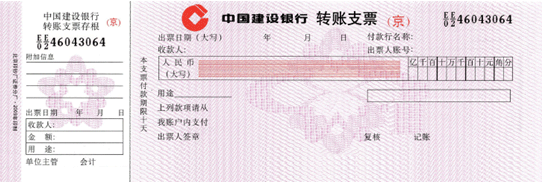 中国建设银行
转账支票存根
(京)
EE
02 46043064
附加信息
出票日期 年 月 日
收款人:
金 额:
用 途:
单位主管 会计
本支票付款期限十天
中国建设银行 转账支票 (京) EE
02 46043064
出票日期(大写) 年 月 日 付款行名称:
收款人: 出票人账号:
人民币
(大写)
亿千百十万千百十元角分
用途
上列款项请从
我账户内支付
出票人签章 复核 记账